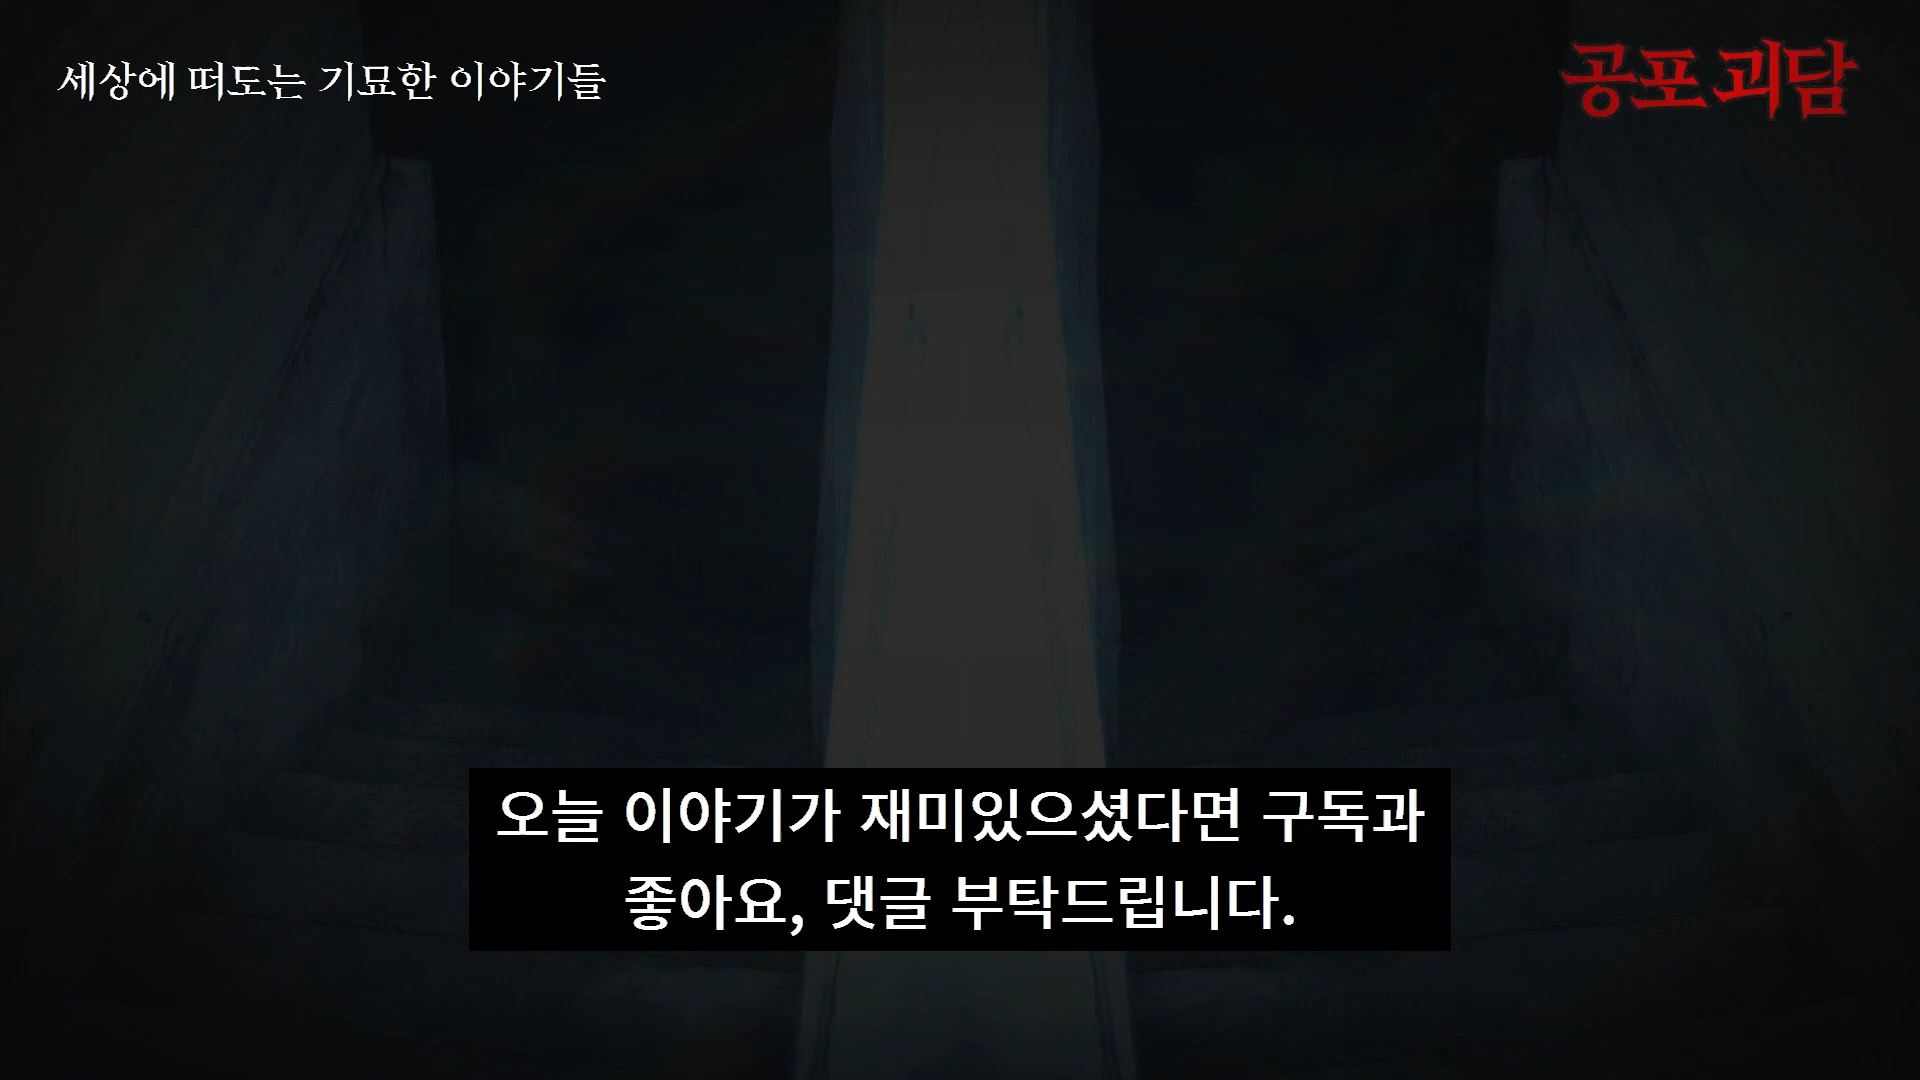 세상에 떠도는 기묘한 이야기들
공포 괴담
오늘 이야기가 재미있으셨다면 구독과
좋아요, 댓글 부탁드립니다.